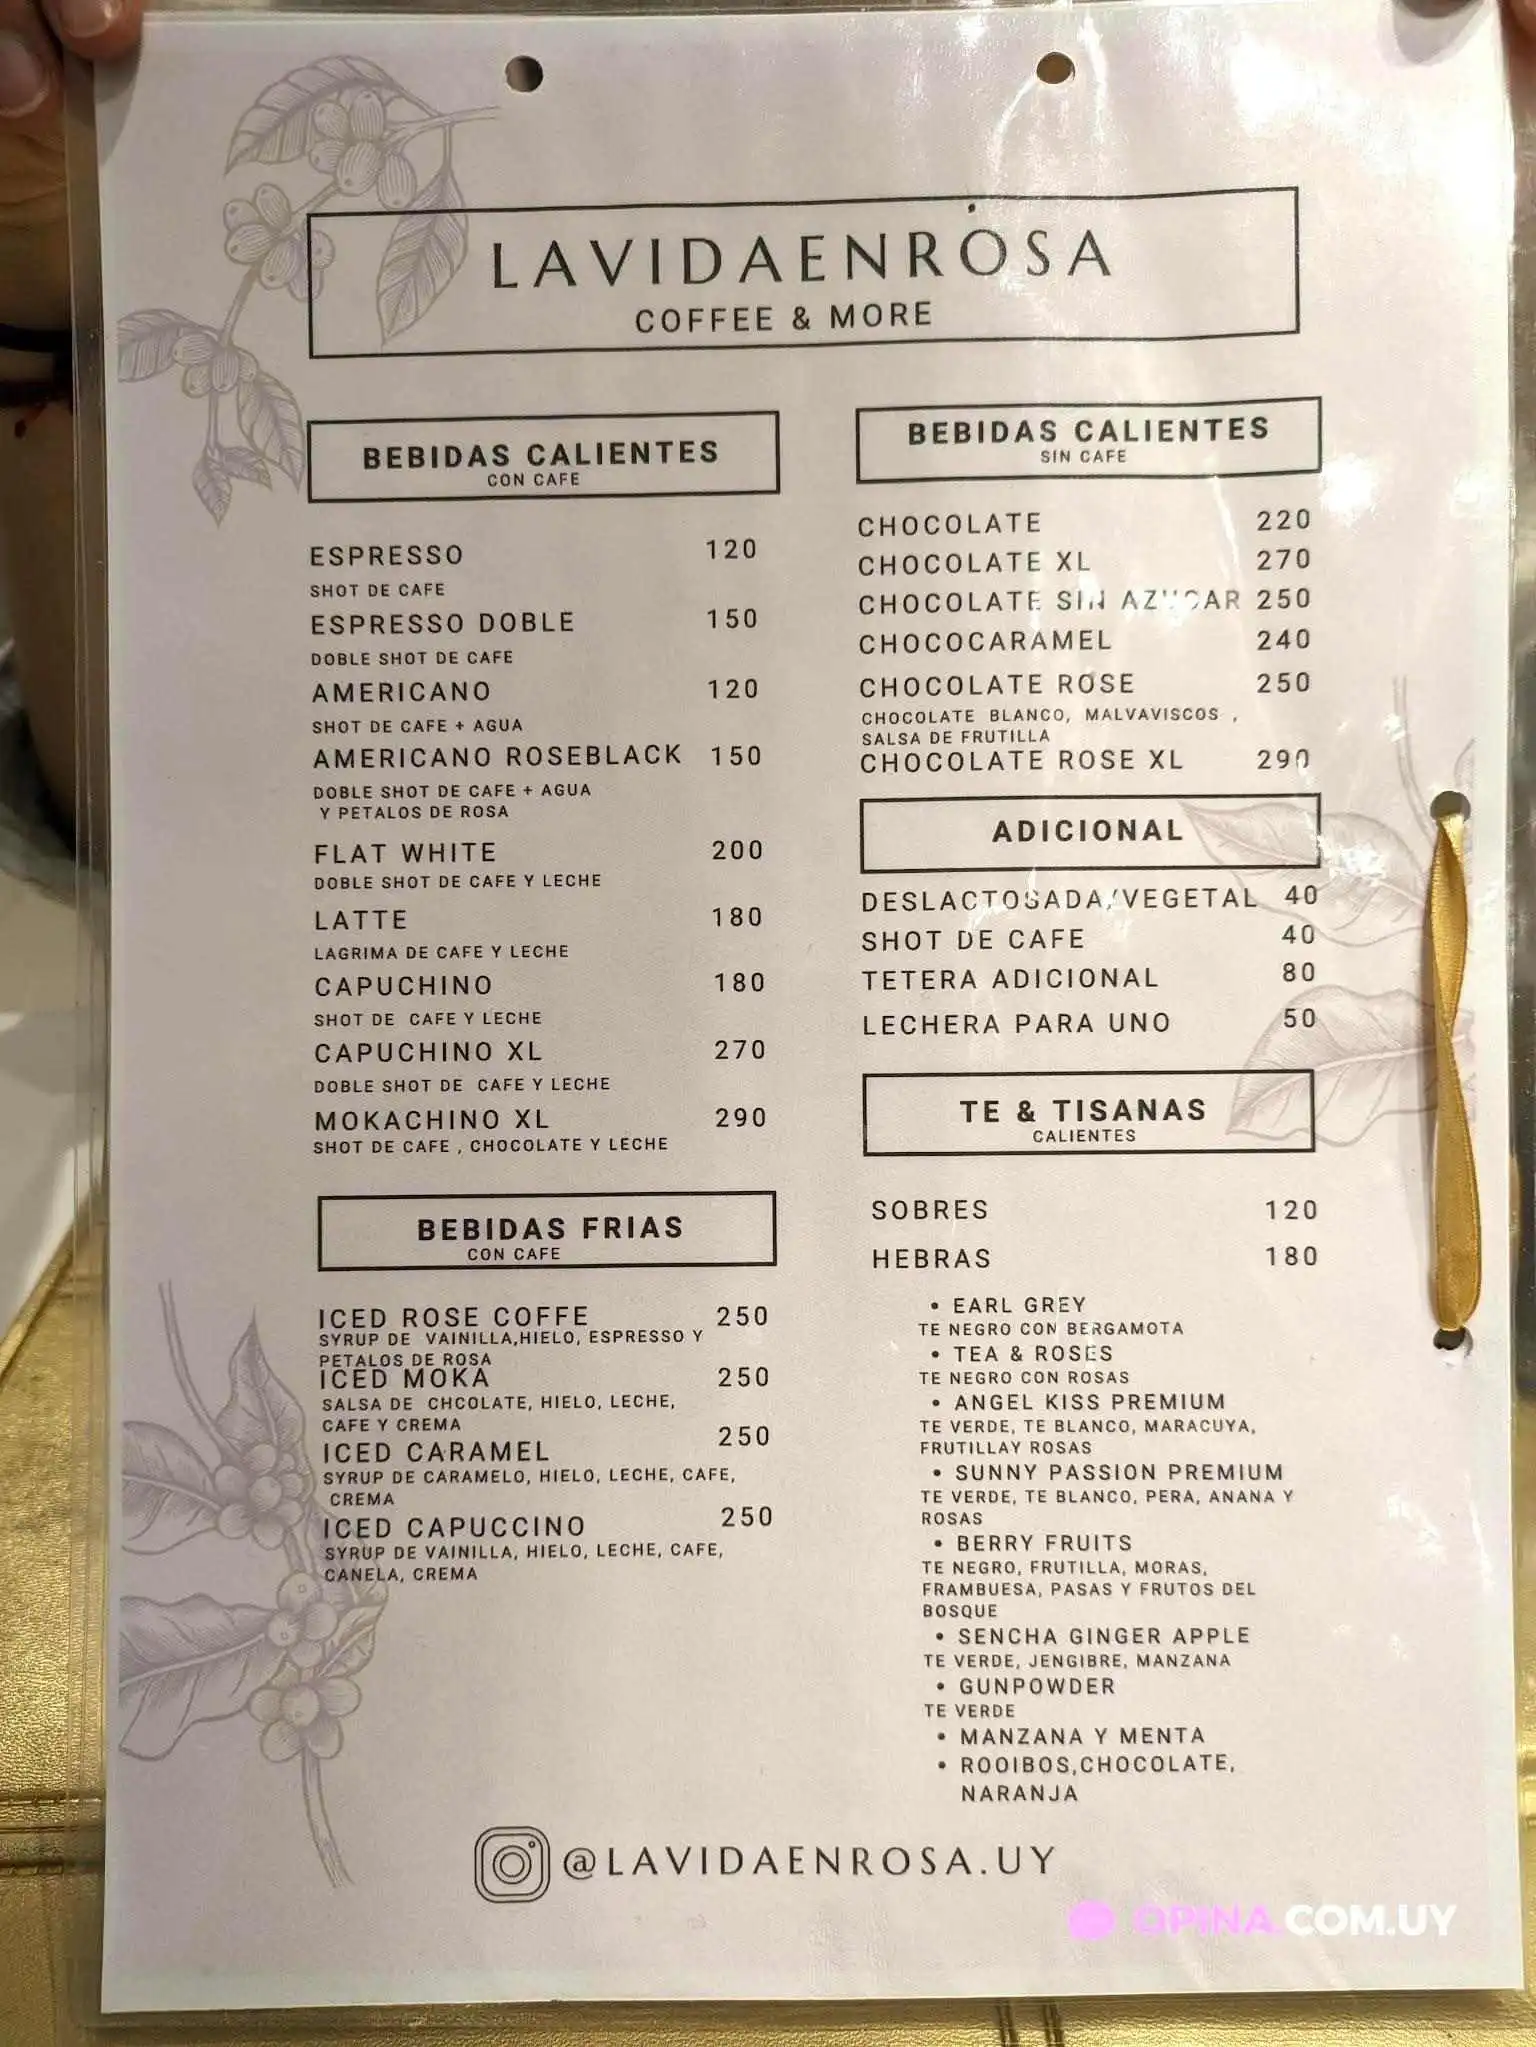 LAVIDAENROSA
COFFEE & MORE
BEBIDAS CALIENTES
CON CAFE
ESPRESSO 120
SHOT DE CAFE
ESPRESSO DOBLE 150
DOBLE SHOT DE CAFE
AMERICANO 120
SHOT DE CAFE + AGUA
AMERICANO ROSEBLACK 150
DOBLE SHOT DE CAFE + AGUA
Y PETALOS DE ROSA
FLAT WHITE 200
DOBLE SHOT DE CAFE Y LECHE
LATTE 180
LAGRIMA DE CAFE Y LECHE
CAPUCHINO 180
SHOT DE CAFE Y LECHE
CAPUCHINO XL 270
DOBLE SHOT DE CAFE Y LECHE
MOKACHINO XL 290
SHOT DE CAFE , CHOCOLATE Y LECHE
BEBIDAS FRIAS
CON CAFE
ICED ROSE COFFE 250
SYRUP DE VAINILLA,HIELO, ESPRESSO Y
PETALOS DE ROSA
ICED MOKA 250
SALSA DE CHCOLATE, HIELO, LECHE,
CAFE Y CREMA
ICED CARAMEL 250
SYRUP DE CARAMELO, HIELO, LECHE, CAFE,
CREMA
ICED CAPUCCINO 250
SYRUP DE VAINILLA, HIELO, LECHE, CAFE,
CANELA, CREMA
BEBIDAS CALIENTES
SIN CAFE
CHOCOLATE 220
CHOCOLATE XL 270
CHOCOLATE SIN AZUCAR 250
CHOCOCARAMEL 240
CHOCOLATE ROSE 250
CHOCOLATE BLANCO, MALVAVISCOS ,
SALSA DE FRUTILLA
CHOCOLATE ROSE XL 290
ADICIONAL
DESLACTOSADA/VEGETAL 40
SHOT DE CAFE 40
TETERA ADICIONAL 80
LECHERA PARA UNO 50
TE & TISANAS
CALIENTES
SOBRES 120
HEBRAS 180
• EARL GREY
TE NEGRO CON BERGAMOTA
• TEA & ROSES
TE NEGRO CON ROSAS
• ANGEL KISS PREMIUM
TE VERDE, TE BLANCO, MARACUYA,
FRUTILLAY ROSAS
• SUNNY PASSION PREMIUM
TE VERDE, TE BLANCO, PERA, ANANA Y
ROSAS
• BERRY FRUITS
TE NEGRO, FRUTILLA, MORAS,
FRAMBUESA, PASAS Y FRUTOS DEL
BOSQUE
• SENCHA GINGER APPLE
TE VERDE, JENGIBRE, MANZANA
• GUNPOWDER
TE VERDE
• MANZANA Y MENTA
• ROOIBOS,CHOCOLATE,
NARANJA
@LAVIDAENROSA.UY
OPINA.COM.UY